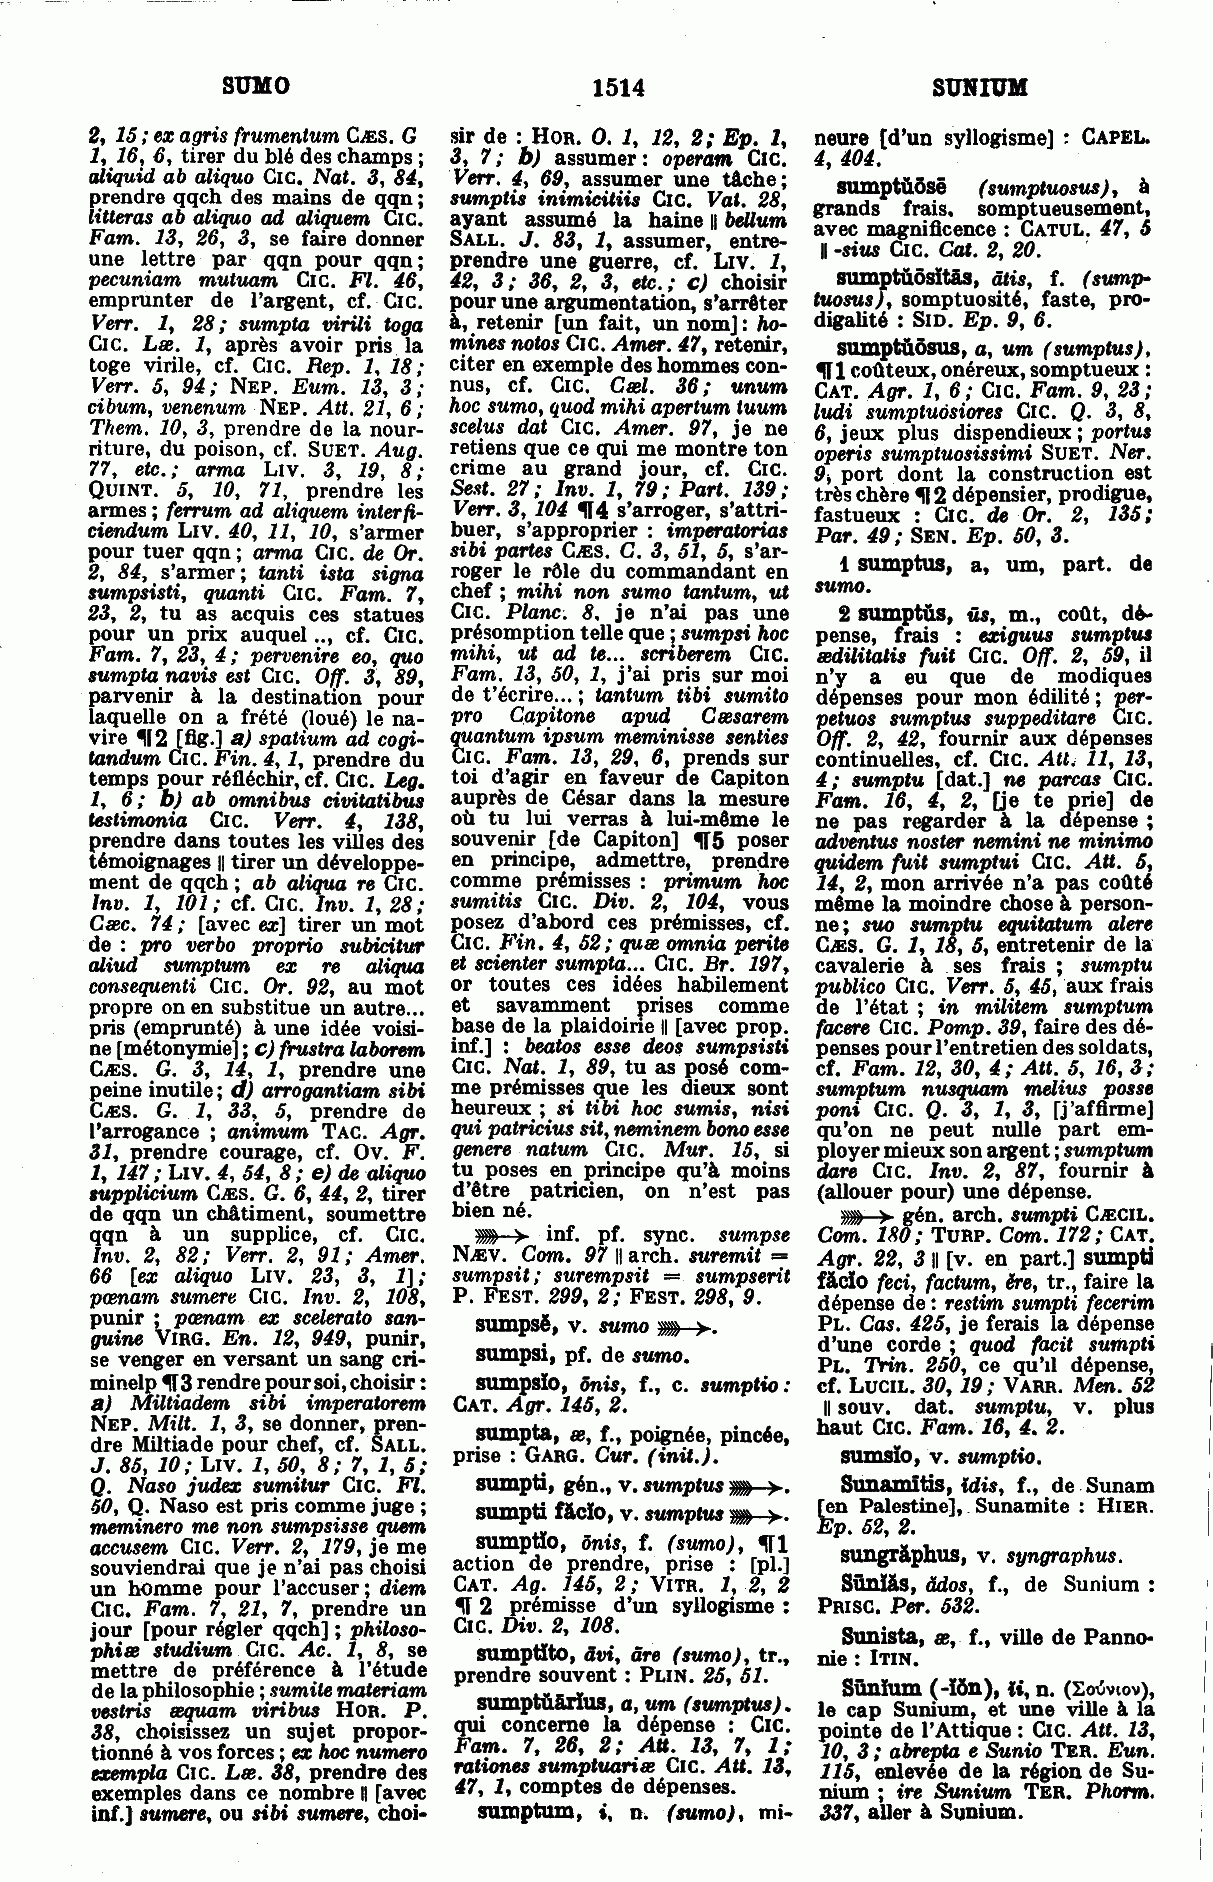 SUMO
1514
SUNIUM
2, 15 ; ex agris frumentum CÆS. G
1, 16, 6, tirer du blé des champs ;
aliquid ab aliquo CIC. Nat. 3, 84,
prendre qqch des mains de qqn ;
litteras ab aliquo ad aliquem CIC.
Fam. 13, 26, 3, se faire donner
une lettre par qqn pour qqn ;
pecuniam mutuam CIC. Fl. 46,
emprunter de l'argent, cf. CIC.
Verr. 1, 28 ; sumpta virili toga
CIC. Læ. 1, après avoir pris la
toge virile, cf. CIC. Rep. 1, 18 ;
Verr. 5, 94 ; NEP. Eum. 13, 3 ;
cibum, venenum NEP. Att. 21, 6 ;
Them. 10, 3, prendre de la nour-
riture, du poison, cf. SUET. Aug.
77, etc. ; arma LIV. 3, 19, 8 ;
QUINT. 5, 10, 71, prendre les
armes ; ferrum ad aliquem interfi-
ciendum LIV. 40, 11, 10, s'armer
pour tuer qqn ; arma CIC. de Or.
2, 84, s'armer ; tanti ista signa
sumpsisti, quanti CIC. Fam. 7,
23, 2, tu as acquis ces statues
pour un prix auquel .., cf. CIC.
Fam. 7, 23, 4 ; pervenire eo, quo
sumpta navis est CIC. Off. 3, 89,
parvenir à la destination pour
laquelle on a frété (loué) le na-
vire ¶ 2 [fig.] a) spatium ad cogi-
tandum CIC. Fin. 4, 1, prendre du
temps pour réfléchir, cf. CIC. Leg.
1, 6 ; b) ab omnibus civitatibus
testimonia CIC. Verr. 4, 138,
prendre dans toutes les villes des
témoignages || tirer un développe-
ment de qqch ; ab aliqua re CIC.
Inv. 1, 101 ; cf. CIC. Inv. 1, 28 ;
Cæc. 74 ; [avec ex] tirer un mot
de : pro verbo proprio subicitur
aliud sumptum ex re aliqua
consequenti CIC. Or. 92, au mot
propre on en substitue un autre...
pris (emprunté) à une idée voisi-
ne [métonymie] ; c) frustra laborem
CÆS. G. 3, 14, 1, prendre une
peine inutile ; d) arrogantiam sibi
CÆS. G. 1, 33, 5, prendre de
l'arrogance ; animum TAC. Agr.
31, prendre courage, cf. OV. F.
1, 147 ; LIV. 4, 54, 8 ; e) de aliquo
supplicium CÆS. G. 6, 44, 2, tirer
de qqn un châtiment, soumettre
qqn à un supplice, cf. CIC.
Inv. 2, 82 ; Verr. 2, 91 ; Amer.
66 [ex aliquo LIV. 23, 3, 1] ;
pœnam sumere CIC. Inv. 2, 108,
punir ; pœnam ex scelerato san-
guine VIRG. En. 12, 949, punir,
se venger en versant un sang cri-
minelp ¶ 3 rendre pour soi, choisir :
a) Miltiadem sibi imperatorem
NEP. Milt. 1, 3, se donner, pren-
dre Miltiade pour chef, cf. SALL.
J. 85, 10 ; LIV. 1, 50, 8 ; 7, 1, 5 ;
Q. Naso judex sumitur CIC. Fl.
50, Q. Naso est pris comme juge ;
meminero me non sumpsisse quem
accusem CIC. Verr. 2, 179, je me
souviendrai que je n'ai pas choisi
un homme pour l'accuser ; diem
CIC. Fam. 7, 21, 7, prendre un
jour [pour régler qqch] ; philoso-
phiæ studium CIC. Ac. 1, 8, se
mettre de préférence à l'étude
de la philosophie ; sumite materiam
vestris æquam viribus HOR. P.
38, choisissez un sujet propor-
tionné à vos forces ; ex hoc numero
exempla CIC. Læ. 38, prendre des
exemples dans ce nombre || [avec
inf.] sumere, ou sibi sumere, choi-
sir de : HOR. O. 1, 12, 2 ; Ep. 1,
3, 7 ; b) assumer : operam CIC.
Verr. 4, 69, assumer une tâche ;
sumptis inimicitiis CIC. Vat. 28,
ayant assumé la haine || bellum
SALL. J. 83, 1, assumer, entre-
prendre une guerre, cf. LIV. 1,
42, 3 ; 36, 2, 3, etc. ; c) choisir
pour une argumentation, s'arrêter
à, retenir [un fait, un nom] : ho-
mines notos CIC. Amer. 47, retenir,
citer en exemple des hommes con-
nus, cf. CIC. Cæl. 36 ; unum
hoc sumo, quod mihi apertum tuum
scelus dat CIC. Amer. 97, je ne
retiens que ce qui me montre ton
crime au grand jour, cf. CIC.
Sest. 27 ; Inv. 1, 79 ; Part. 139 ;
Verr. 3, 104 ¶ 4 s'arroger, s'attri-
buer, s'approprier : imperatorias
sibi partes CÆS. C. 3, 51, 5, s'ar-
roger le rôle du commandant en
chef ; mihi non sumo tantum, ut
CIC. Planc. 8, je n'ai pas une
présomption telle que ; sumpsi hoc
mihi, ut ad te... scriberem CIC.
Fam. 13, 50, 1, j'ai pris sur moi
de t'écrire... ; tantum tibi sumito
pro Capitone apud Cæsarem
quantum ipsum meminisse senties
CIC. Fam. 13, 29, 6, prends sur
toi d'agir en faveur de Capiton
auprès de César dans la mesure
où tu lui verras à lui-même le
souvenir [de Capiton] ¶ 5 poser
en principe, admettre, prendre
comme prémisses : primum hoc
sumitis CIC. Div. 2, 104, vous
posez d'abord ces prémisses, cf.
CIC. Fin. 4, 52 ; quæ omnia perite
et scienter sumpta... CIC. Br. 197,
or toutes ces idées habilement
et savamment prises comme
base de la plaidoirie || [avec prop.
inf.] : beatos esse deos sumpsisti
CIC. Nat. 1, 89, tu as posé com-
me prémisses que les dieux sont
heureux ; si tibi hoc sumis, nisi
qui patricius sit, neminem bono esse
genere natum CIC. Mur. 15, si
tu poses en principe qu'à moins
d'être patricien, on n'est pas
bien né.
»»→ inf. pf. sync. sumpse
NÆV. Com. 97 || arch. suremit =
sumpsit ; surempsit = sumpserit
P. FEST. 299, 2 ; FEST. 298, 9.
sumpsĕ, v. sumo »»→.
sumpsi, pf. de sumo.
sumpsĭo, ōnis, f., c. sumptio :
CAT. Agr. 145, 2.
sumpta, æ, f., poignée, pincée,
prise : GARG. Cur. (init.).
sumpti, gén., v. sumptus »»→.
sumpti făcĭo, v. sumptus »»→.
sumptĭo, ōnis, f. (sumo), ¶ 1
action de prendre, prise : [pl.]
CAT. Ag. 145, 2 ; VITR. 1, 2, 2
¶ 2 prémisse d'un syllogisme :
CIC. Div. 2, 108.
sumptĭto, āvi, āre (sumo), tr.,
prendre souvent : PLIN. 25, 51.
sumptŭārĭus, a, um (sumptus).
qui concerne la dépense : CIC.
Fam. 7, 26, 2 ; Att. 13, 7, 1 ;
rationes sumptuariæ CIC. Att. 13,
47, 1, comptes de dépenses.
sumptum, i, n. (sumo), mi-
neure [d'un syllogisme] : CAPEL.
4, 404.
sumptŭōsē (sumptuosus), à
grands frais, somptueusement,
avec magnificence : CATUL. 47, 5
|| -sius CIC. Cat. 2, 20.
sumptŭōsĭtās, ātis, f. (sump-
tuosus), somptuosité, faste, pro-
digalité : SID. Ep. 9, 6.
sumptŭōsus, a, um (sumptus),
¶ 1 coûteux, onéreux, somptueux :
CAT. Agr. 1, 6 ; CIC. Fam. 9, 23 ;
ludi sumptuosiores CIC. Q. 3, 8,
6, jeux plus dispendieux ; portus
operis sumptuosissimi SUET. Ner.
9, port dont la construction est
très chère ¶ 2 dépensier, prodigue,
fastueux : CIC. de Or. 2, 135 ;
Par. 49 ; SEN. Ep. 50, 3.
1 sumptus, a, um, part. de
sumo.
2 sumptŭs, ūs, m., coût, dé-
pense, frais : exiguus sumptus
ædilitatis fuit CIC. Off. 2, 59, il
n'y a eu que de modiques
dépenses pour mon édilité ; per-
petuos sumptus suppeditare CIC.
Off. 2, 42, fournir aux dépenses
continuelles, cf. CIC. Att. 11, 13,
4 ; sumptu [dat.] ne parcas CIC.
Fam. 16, 4, 2, [je te prie] de
ne pas regarder à la dépense ;
adventus noster nemini ne minimo
quidem fuit sumptui CIC. Att. 5,
14, 2, mon arrivée n'a pas coûté
même la moindre chose à person-
ne ; suo sumptu equitatum alere
CÆS. G. 1, 18, 5, entretenir de la
cavalerie à ses frais ; sumptu
publico CIC. Verr. 5, 45, aux frais
de l'état ; in militem sumptum
facere CIC. Pomp. 39, faire des dé-
penses pour l'entretien des soldats,
cf. Fam. 12, 30, 4 ; Att. 5, 16, 3 ;
sumptum nusquam melius posse
poni CIC. Q. 3, 1, 3, [j'affirme]
qu'on ne peut nulle part em-
ployer mieux son argent ; sumptum
dare CIC. Inv. 2, 87, fournir à
(allouer pour) une dépense.
»»→ gén. arch. sumpti CÆCIL.
Com. 180 ; TURP. Com. 172 ; CAT.
Agr. 22, 3 || [v. en part.] sumpti
făcĭo feci, factum, ĕre, tr., faire la
dépense de : restim sumpti fecerim
PL. Cas. 425, je ferais la dépense
d'une corde ; quod facit sumpti
PL. Trin. 250, ce qu'il dépense,
cf. LUCIL. 30, 19 ; VARR. Men. 52
|| souv. dat. sumptu, v. plus
haut CIC. Fam. 16, 4. 2.
sumsĭo, v. sumptio.
Sunamītis, ĭdis, f., de Sunam
[en Palestine], Sunamite : HIER.
Ep. 52, 2.
sungrăphus, v. syngraphus.
Sūnĭăs, ădos, f., de Sunium :
PRISC. Per. 532.
Sunista, æ, f., ville de Panno-
nie : ITIN.
Sūnĭum (-ĭŏn), ĭi, n. (Σούνιον),
le cap Sunium, et une ville à la
pointe de l'Attique : CIC. Att. 13,
10, 3 ; abrepta e Sunio TER. Eun.
115, enlevée de la région de Su-
nium ; ire Sunium TER. Phorm.
337, aller à Sunium.